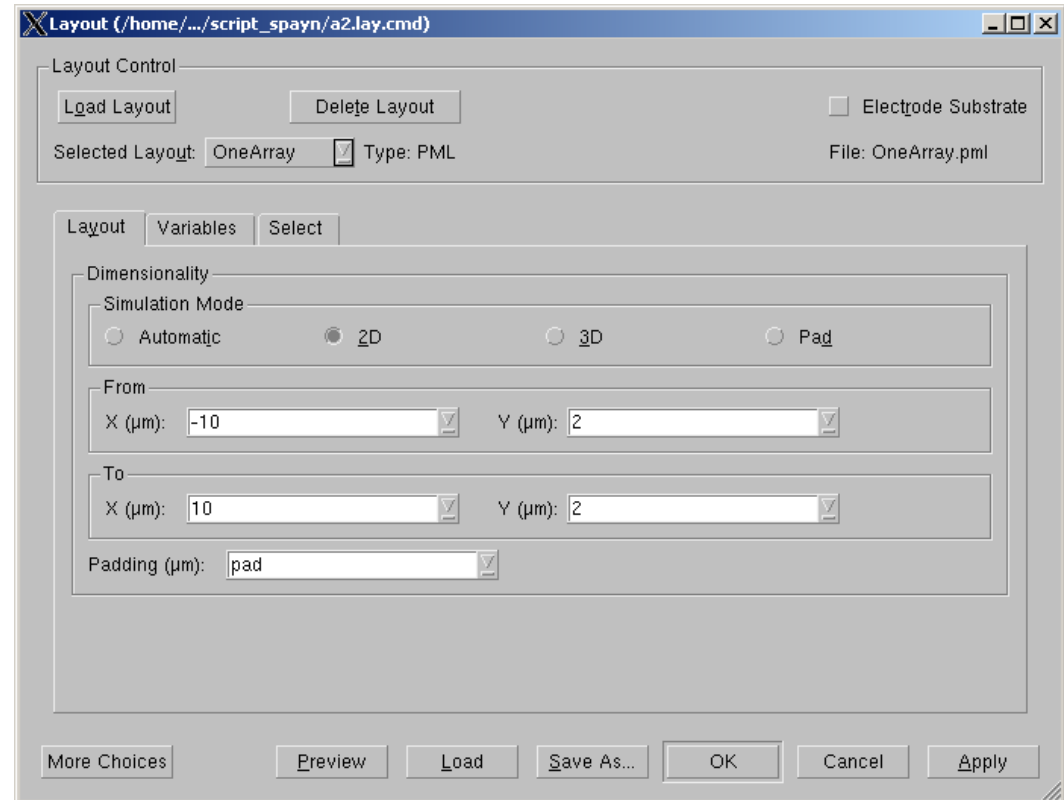 Layout (/home/.../script_spayn/a2.lay.cmd)
Layout Control
Load Layout Delete Layout Electrode Substrate
Selected Layout: OneArray Type: PML File: OneArray.pml
Layout Variables Select
Dimensionality
Simulation Mode
Automatic 2D 3D Pad
From
X (µm): -10 Y (µm): 2
To
X (µm): 10 Y (µm): 2
Padding (µm): pad
More Choices Preview Load Save As... OK Cancel Apply